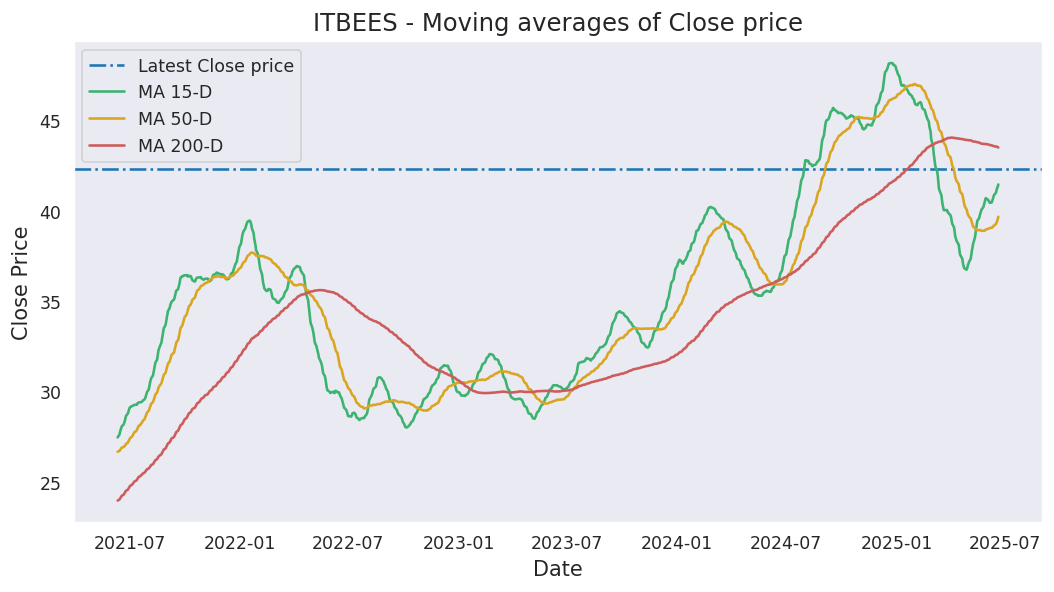 ITBEES - Moving averages of Close price
Latest Close price
MA 15-D
MA 50-D
MA 200-D
Close Price
45
40
35
30
25
2021-07 2022-01 2022-07 2023-01 2023-07 2024-01 2024-07 2025-01 2025-07
Date